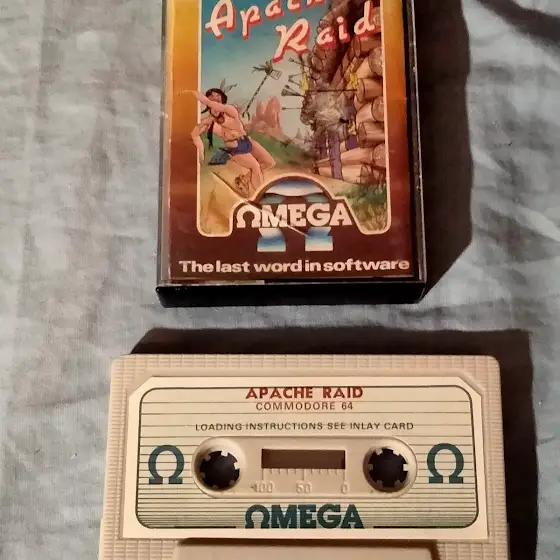 Apache
Raid
ΩMEGA
The last word in software
APACHE RAID
COMMODORE 64
LOADING INSTRUCTIONS SEE INLAY CARD
Ω Ω
100 50 0
ΩMEGA